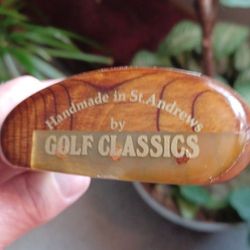 Handmade in St.Andrews
by
GOLF CLASSICS